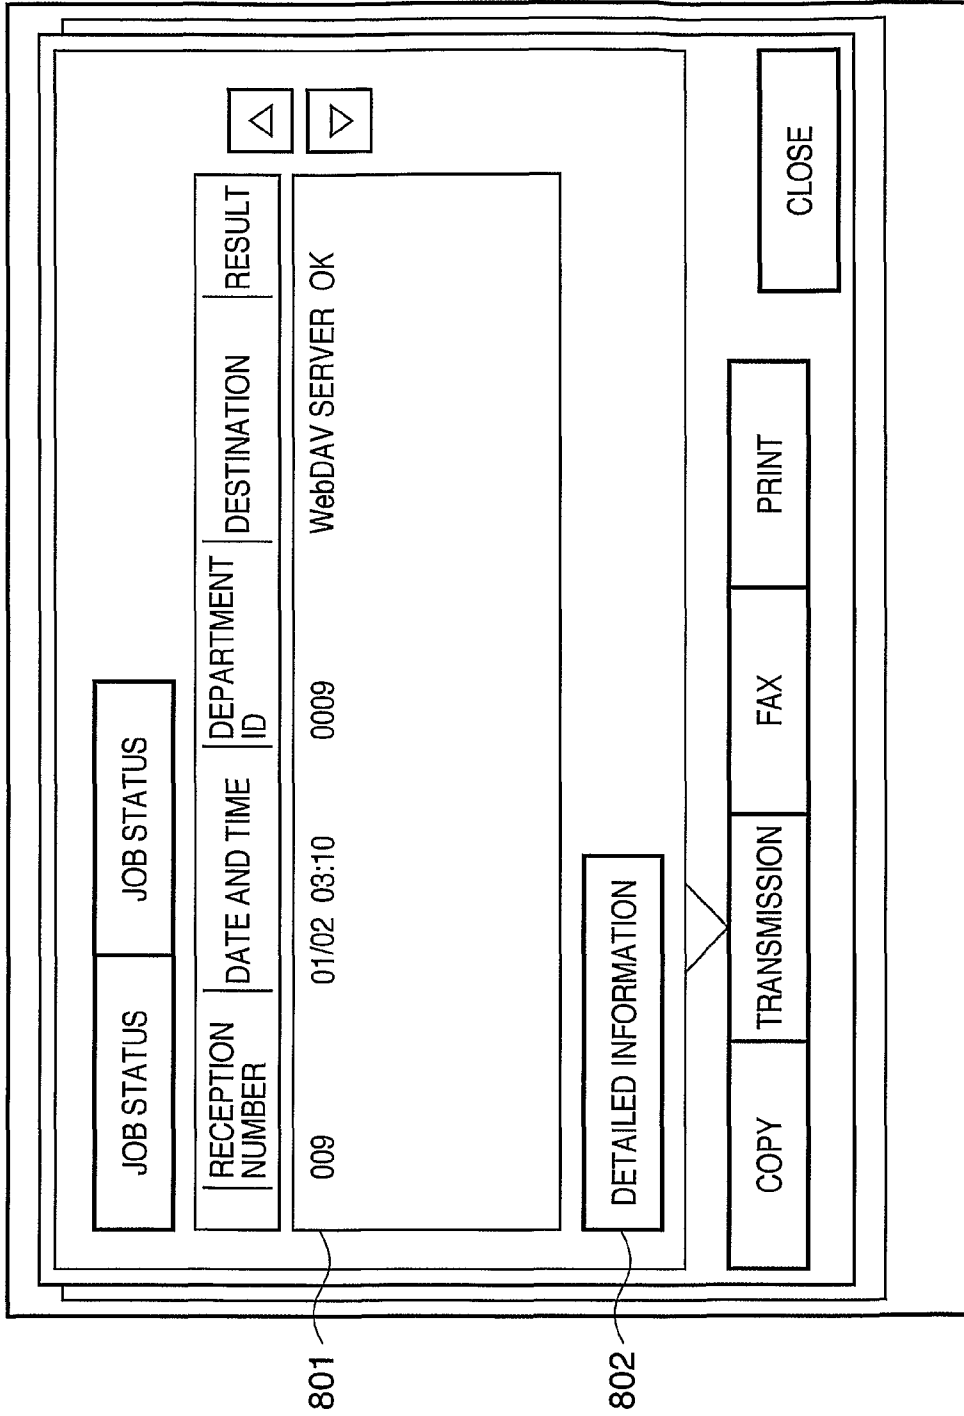 JOB STATUS
JOB STATUS
RECEPTION
NUMBER
DATE AND TIME
DEPARTMENT
ID
DESTINATION
RESULT
801
009
01/02 03:10
0009
WebDAV SERVER
OK
802
DETAILED INFORMATION
COPY
TRANSMISSION
FAX
PRINT
CLOSE